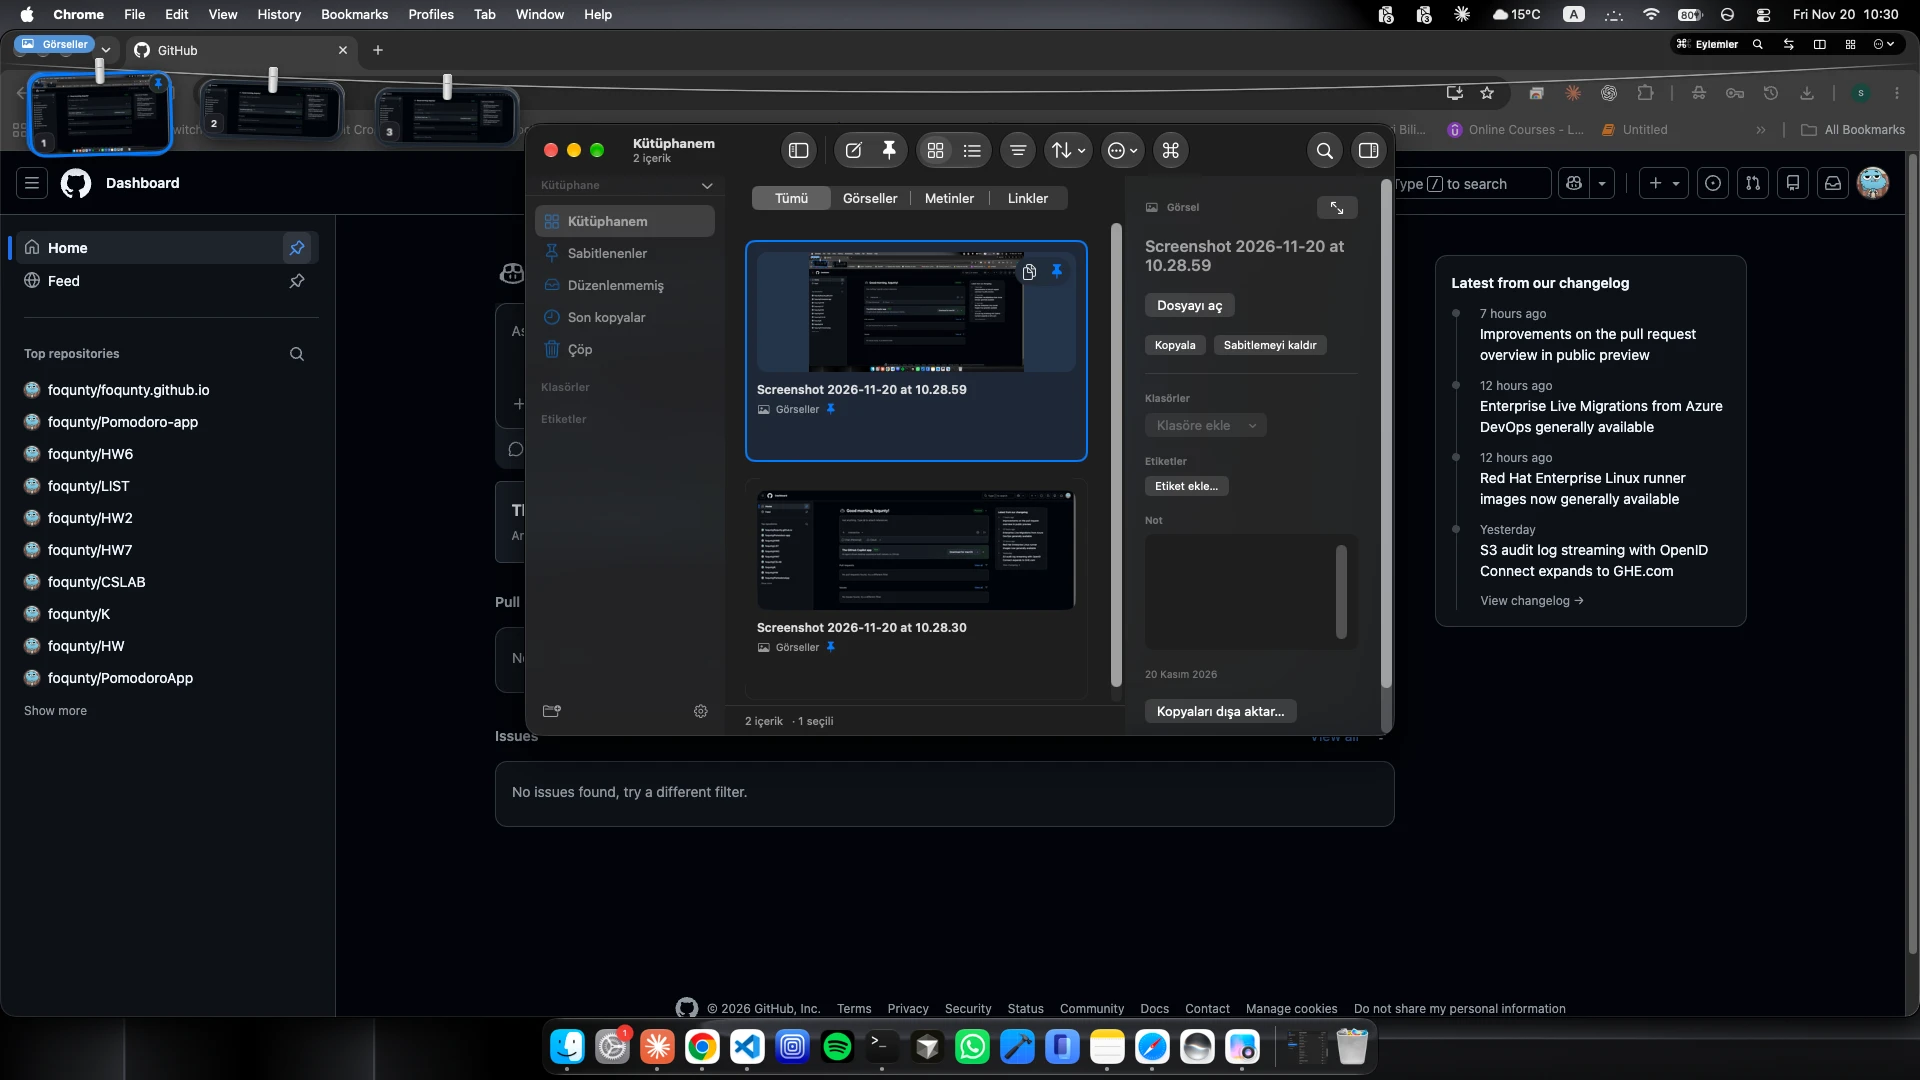 Chrome File Edit View History Bookmarks Profiles Tab Window Help
15°C A 80 Fri Nov 20 10:30
Görseller
GitHub
Eylemler
1
2
3
Online Courses - L...
Untitled
All Bookmarks
Dashboard
Type / to search
Home
Feed
Top repositories
foqunty/foqunty.github.io
foqunty/Pomodoro-app
foqunty/HW6
foqunty/LIST
foqunty/HW2
foqunty/HW7
foqunty/CSLAB
foqunty/K
foqunty/HW
foqunty/PomodoroApp
Show more
Pull
Issues
View all
No issues found, try a different filter.
Kütüphanem
2 içerik
Kütüphane
Kütüphanem
Sabitlenenler
Düzenlenmemiş
Son kopyalar
Çöp
Klasörler
Etiketler
Tümü
Görseller
Metinler
Linkler
Screenshot 2026-11-20 at 10.28.59
Görseller
Screenshot 2026-11-20 at 10.28.30
Görseller
2 içerik · 1 seçili
Görsel
Screenshot 2026-11-20 at
10.28.59
Dosyayı aç
Kopyala
Sabitlemeyi kaldır
Klasörler
Klasöre ekle
Etiketler
Etiket ekle...
Not
20 Kasım 2026
Kopyaları dışa aktar...
Latest from our changelog
7 hours ago
Improvements on the pull request
overview in public preview
12 hours ago
Enterprise Live Migrations from Azure
DevOps generally available
12 hours ago
Red Hat Enterprise Linux runner
images now generally available
Yesterday
S3 audit log streaming with OpenID
Connect expands to GHE.com
View changelog →
© 2026 GitHub, Inc. Terms Privacy Security Status Community Docs Contact Manage cookies Do not share my personal information
1